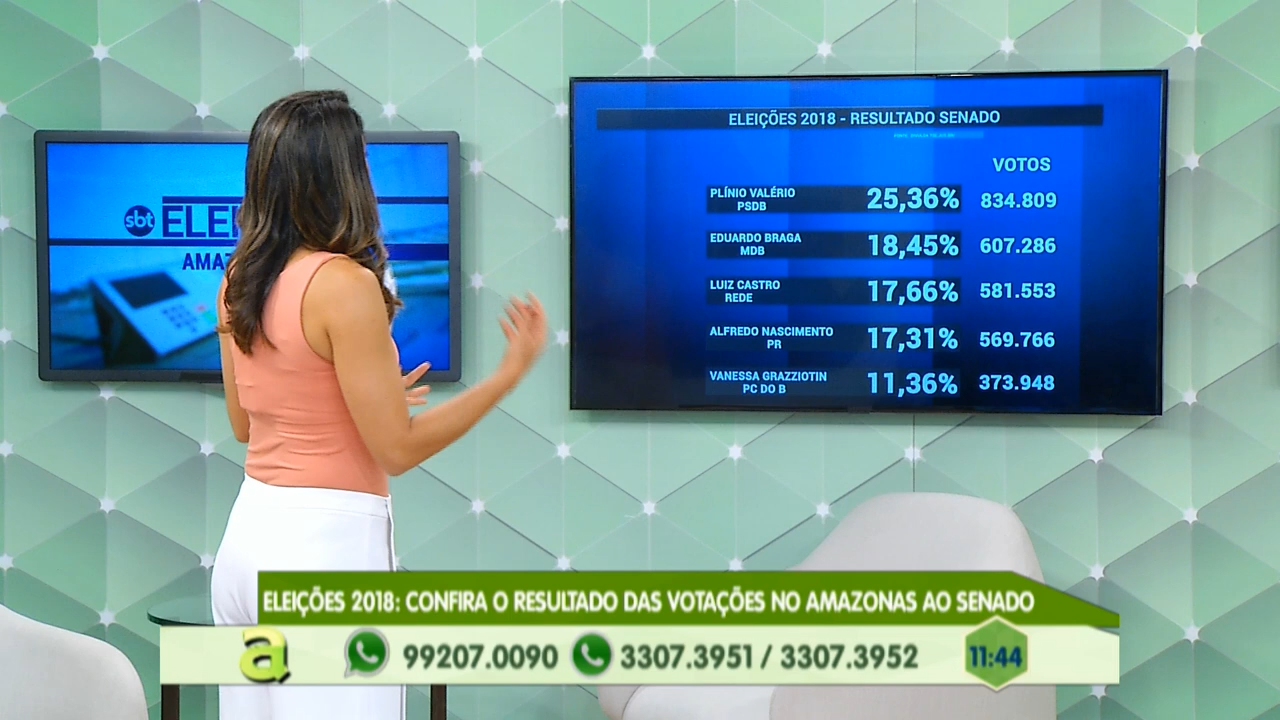 sbt
ELEI
AMA
ELEIÇÕES 2018 - RESULTADO SENADO
VOTOS
PLÍNIO VALÉRIO 25,36% 834.809
PSDB
EDUARDO BRAGA 18,45% 607.286
MDB
LUIZ CASTRO 17,66% 581.553
REDE
ALFREDO NASCIMENTO 17,31% 569.766
PR
VANESSA GRAZZIOTIN 11,36% 373.948
PC DO B
ELEIÇÕES 2018: CONFIRA O RESULTADO DAS VOTAÇÕES NO AMAZONAS AO SENADO
a 99207.0090 3307.3951 / 3307.3952 11:44